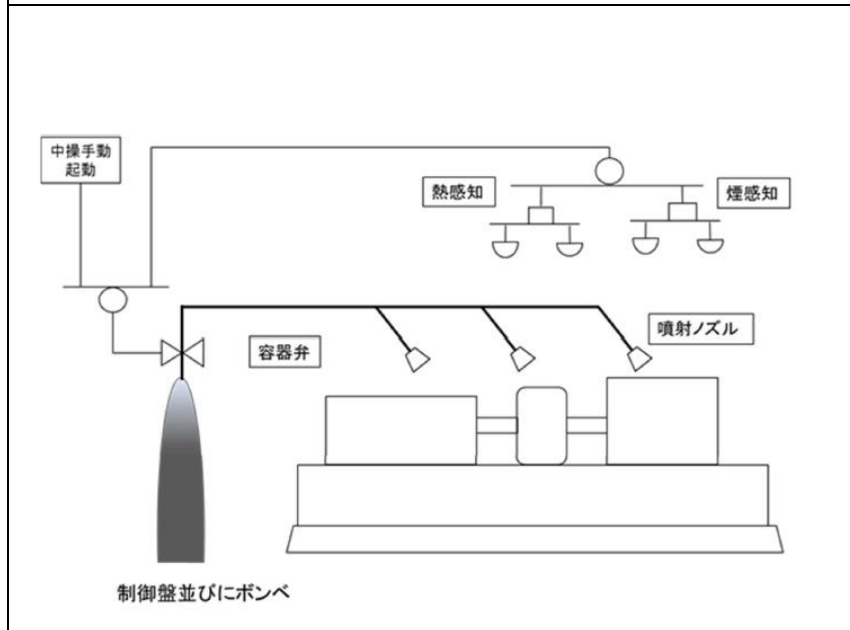 中操手動
起動
熱感知
煙感知
噴射ノズル
容器弁
制御盤並びにボンベ